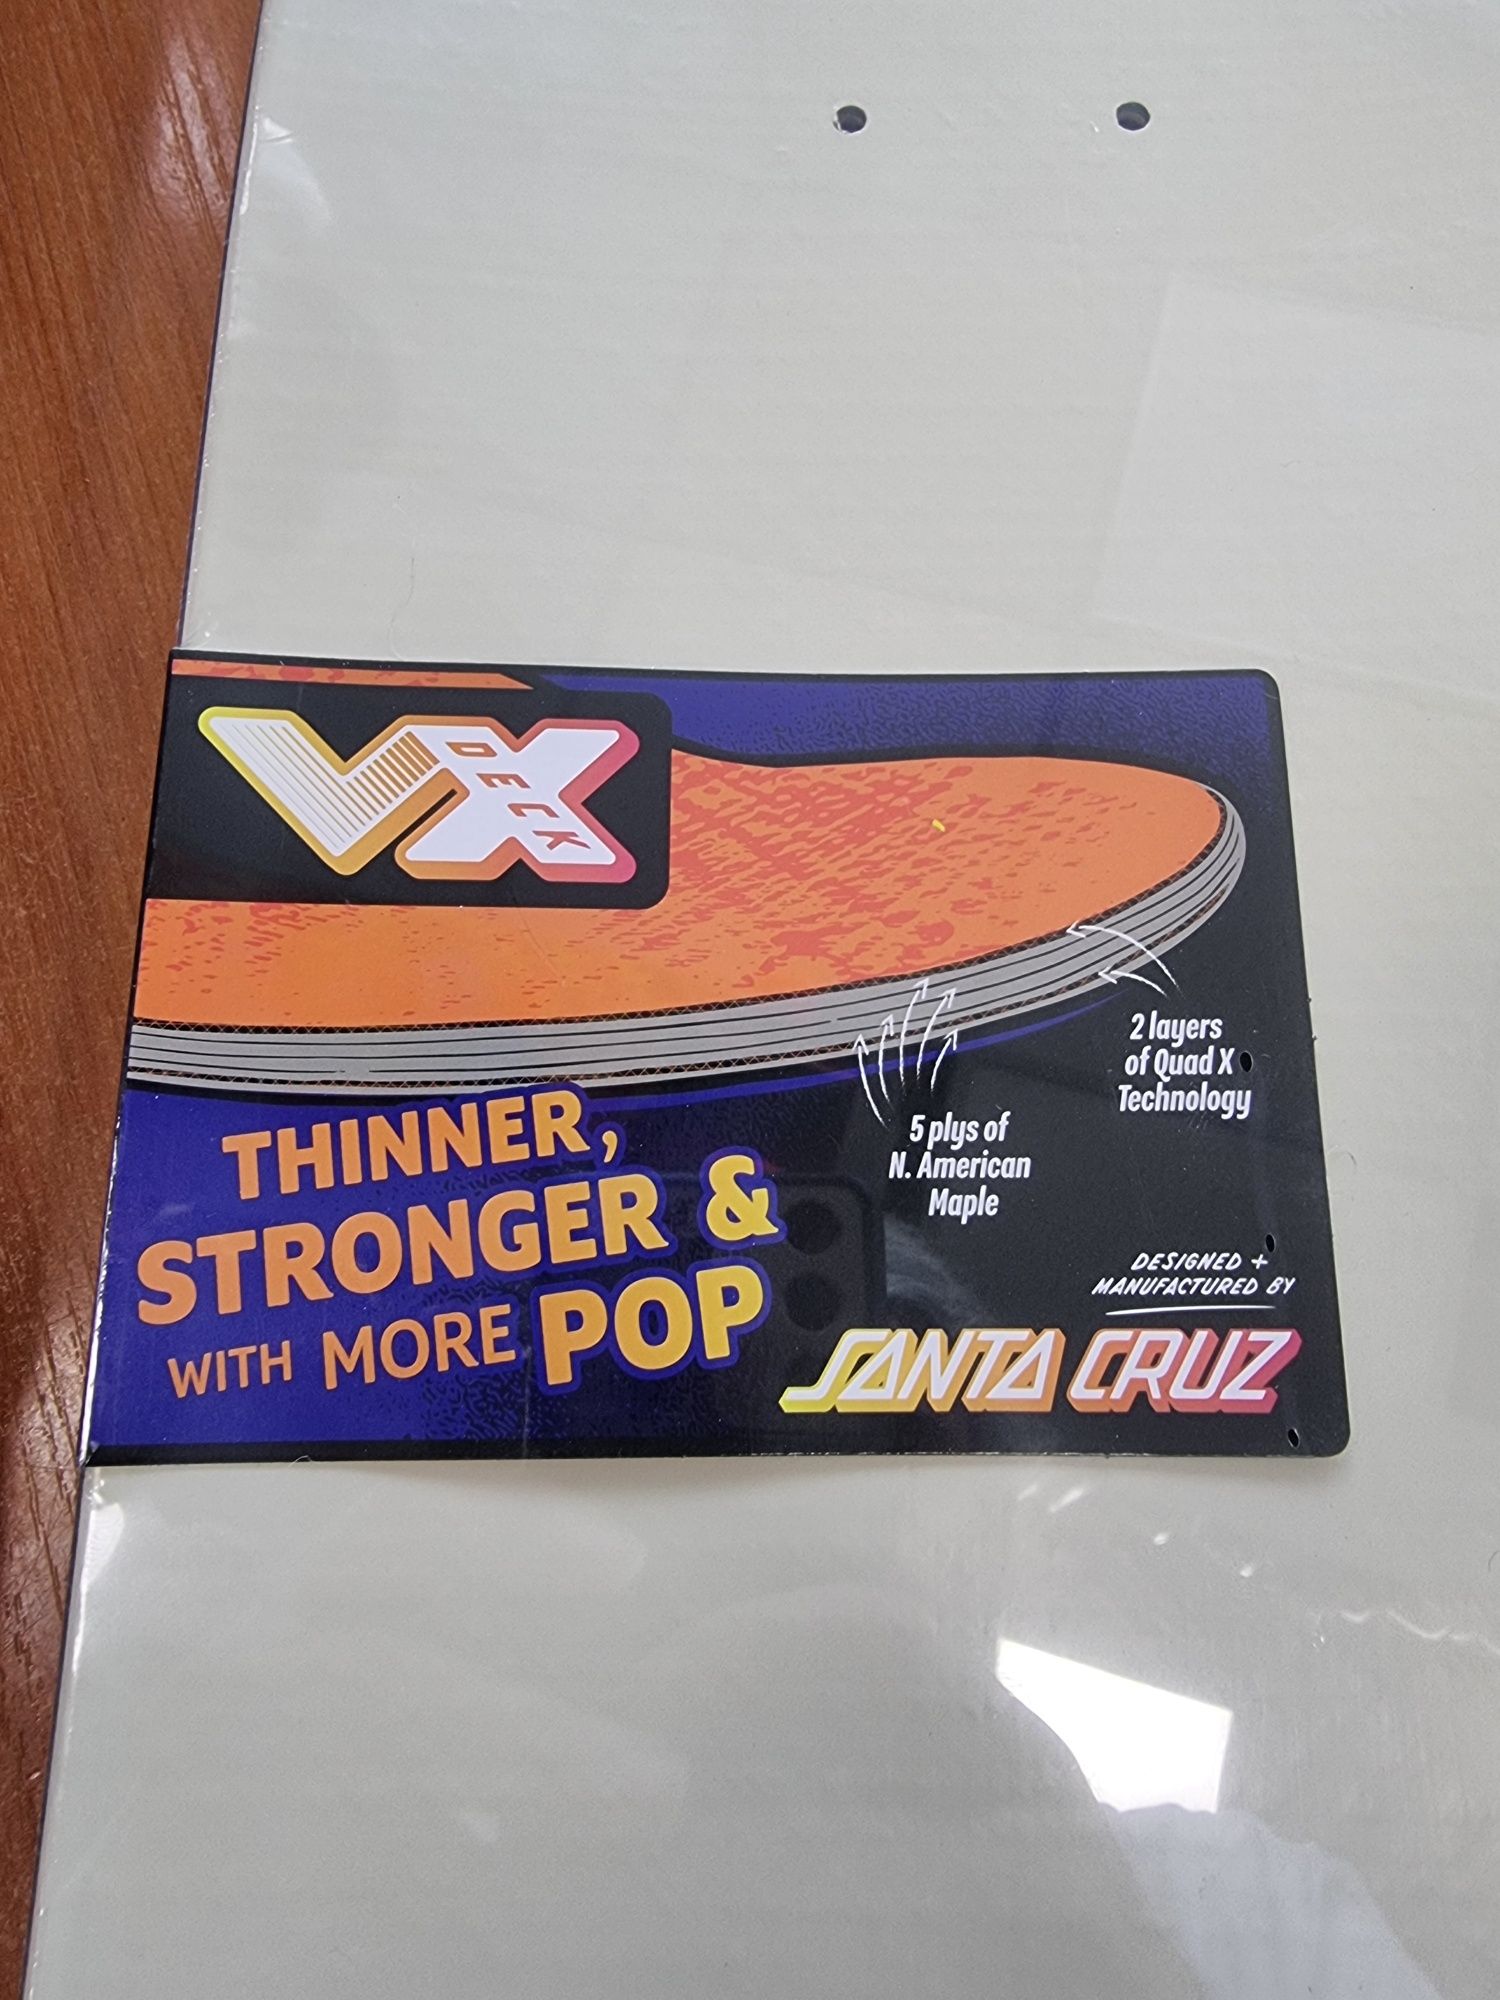 VX
DECK
2 layers
of Quad X
Technology
5 plys of
N. American
Maple
THINNER,
STRONGER &
WITH MORE POP
DESIGNED +
MANUFACTURED BY
SANTA CRUZ